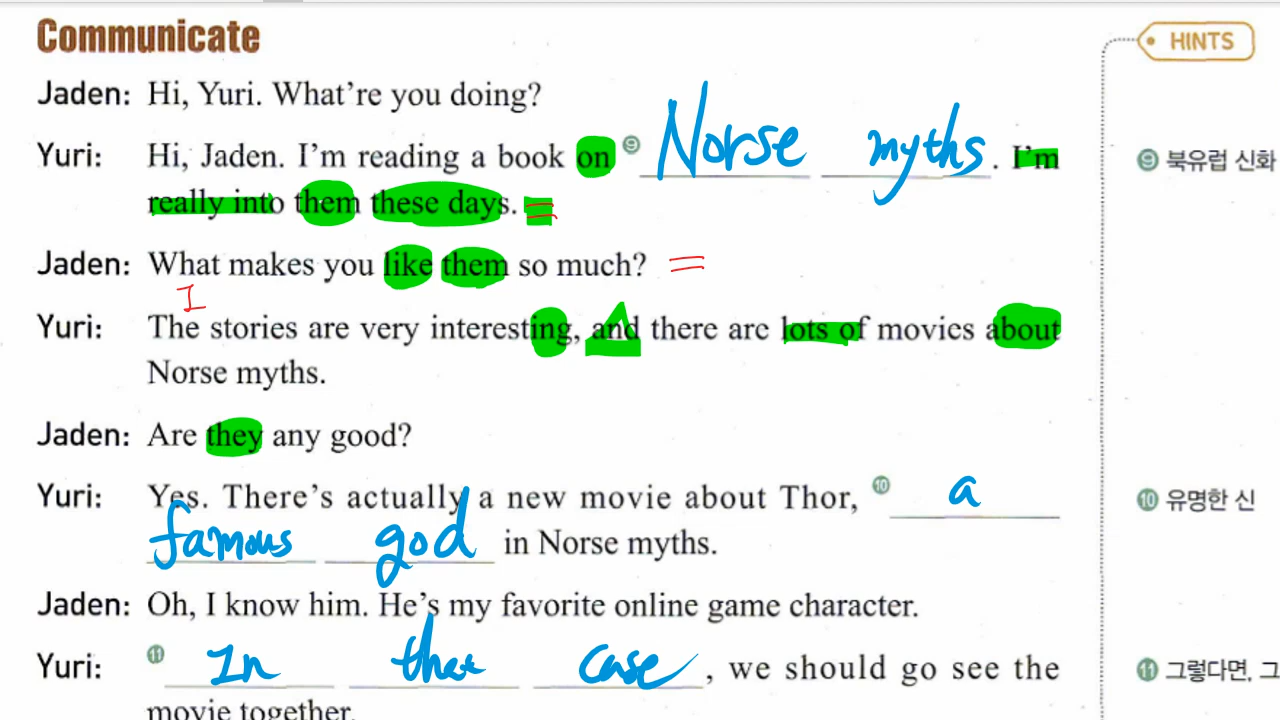 Communicate
HINTS
Jaden: Hi, Yuri. What're you doing?
Yuri: Hi, Jaden. I'm reading a book on ⑨ Norse myths. I'm
⑨ 북유럽 신화
really into them these days. =
Jaden: What makes you like them so much? =
I
Yuri: The stories are very interesting, and there are lots of movies about
Norse myths.
Jaden: Are they any good?
Yuri: Yes. There's actually a new movie about Thor, ⑩ a
⑩ 유명한 신
famous god in Norse myths.
Jaden: Oh, I know him. He's my favorite online game character.
Yuri: ⑪ In that case, we should go see the
⑪ 그렇다면, 그
movie together.